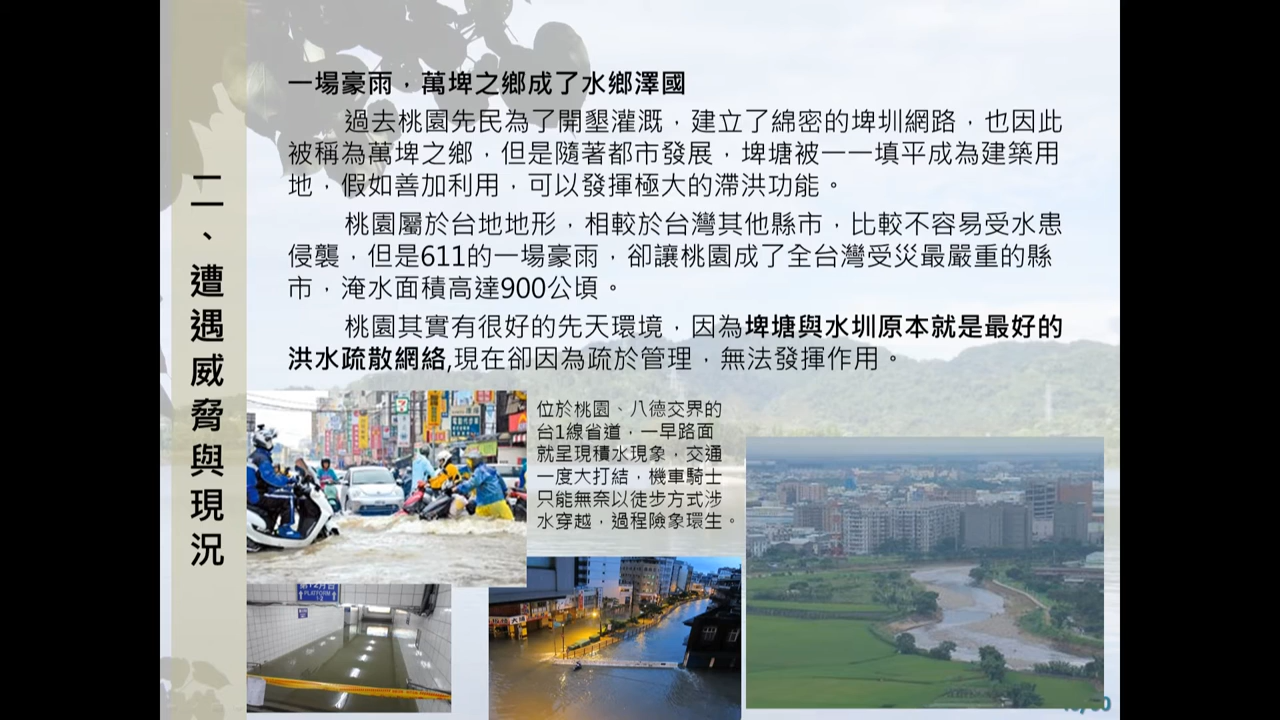 二、遭遇威脅與現況
一場豪雨，萬埤之鄉成了水鄉澤國
過去桃園先民為了開墾灌溉，建立了綿密的埤圳網路，也因此
被稱為萬埤之鄉，但是隨著都市發展，埤塘被一一填平成為建築用
地，假如善加利用，可以發揮極大的滯洪功能。
桃園屬於台地地形，相較於台灣其他縣市，比較不容易受水患
侵襲，但是611的一場豪雨，卻讓桃園成了全台灣受災最嚴重的縣
市，淹水面積高達900公頃。
桃園其實有很好的先天環境，因為埤塘與水圳原本就是最好的
洪水疏散網絡,現在卻因為疏於管理，無法發揮作用。
位於桃園、八德交界的
台1線省道，一早路面
就呈現積水現象，交通
一度大打結，機車騎士
只能無奈以徒步方式涉
水穿越，過程險象環生。
PLATFORM